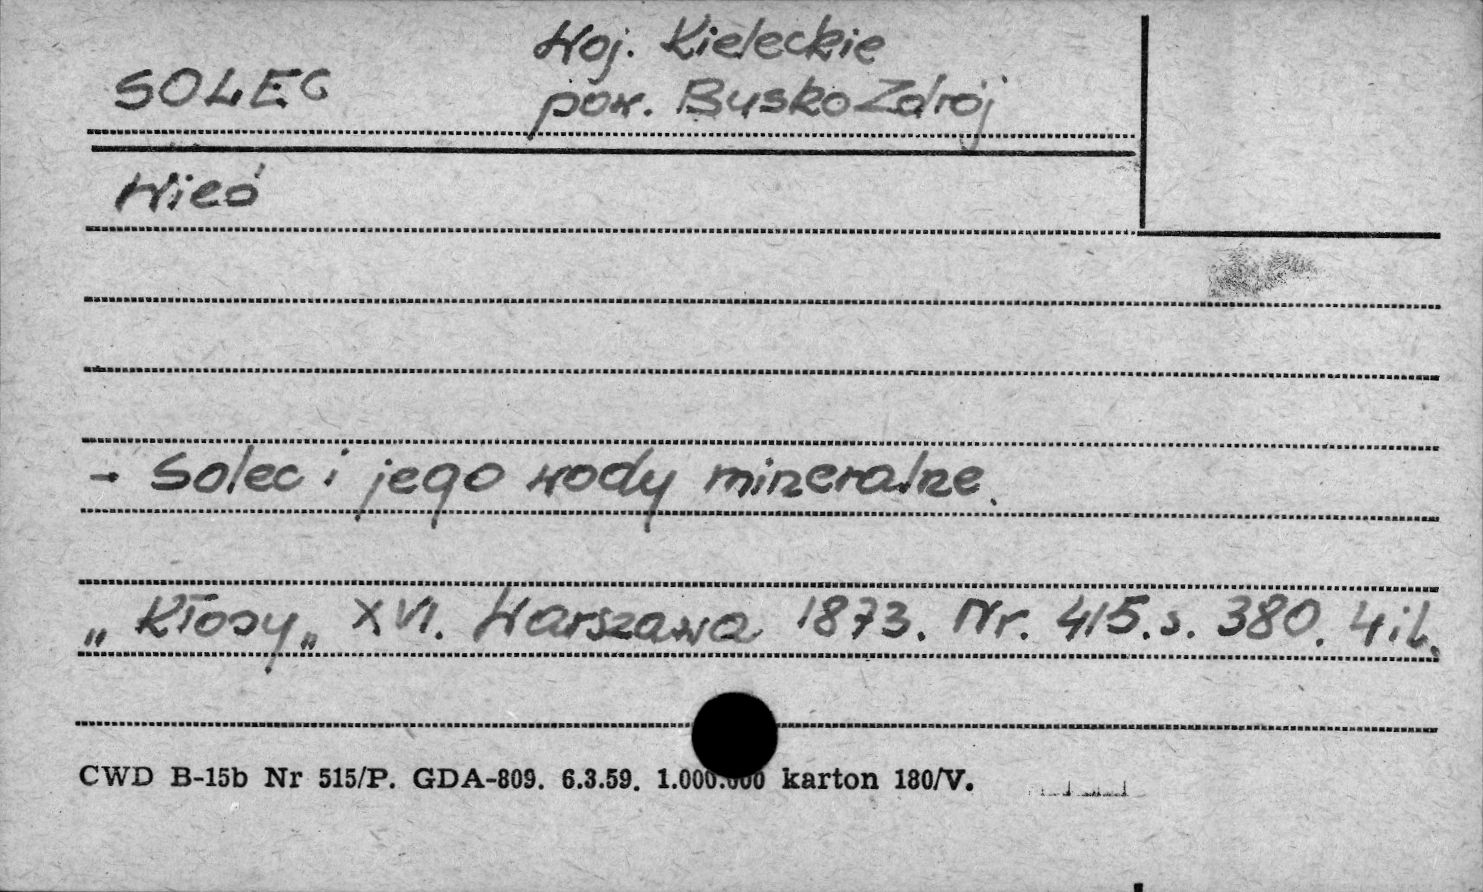 Woj. Kieleckie
SOLEC pow. Busko Zdrój
Wieś
- Solec i jego wody mineralne.
„Kłosy„ XVI. Warszawa 1873. Nr. 415. s. 380. 4 il.
CWD B-15b Nr 515/P. GDA-809. 6.3.59. 1.000.000 karton 180/V.